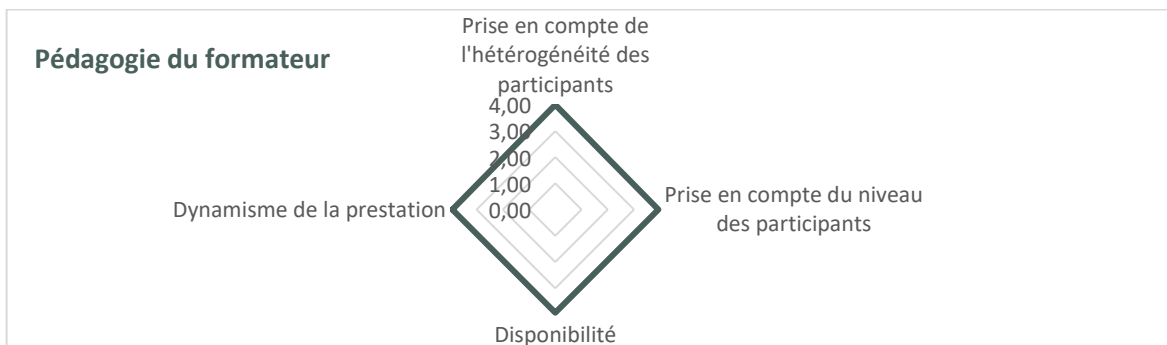 Pédagogie du formateur
Prise en compte de
l'hétérogénéité des
participants
4,00
3,00
2,00
1,00
0,00
Dynamisme de la prestation
Prise en compte du niveau
des participants
Disponibilité